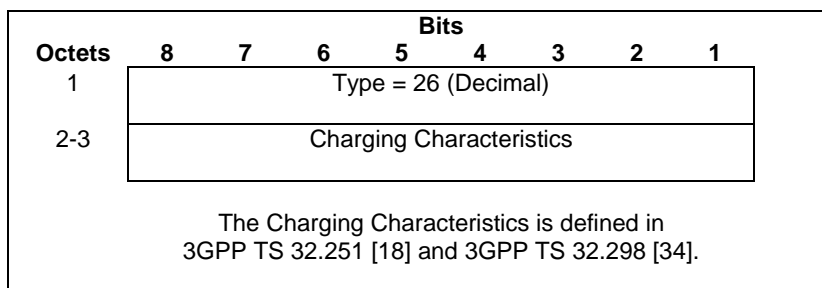 Bits
Octets 8 7 6 5 4 3 2 1
1 Type = 26 (Decimal)
2-3 Charging Characteristics
The Charging Characteristics is defined in
3GPP TS 32.251 [18] and 3GPP TS 32.298 [34].